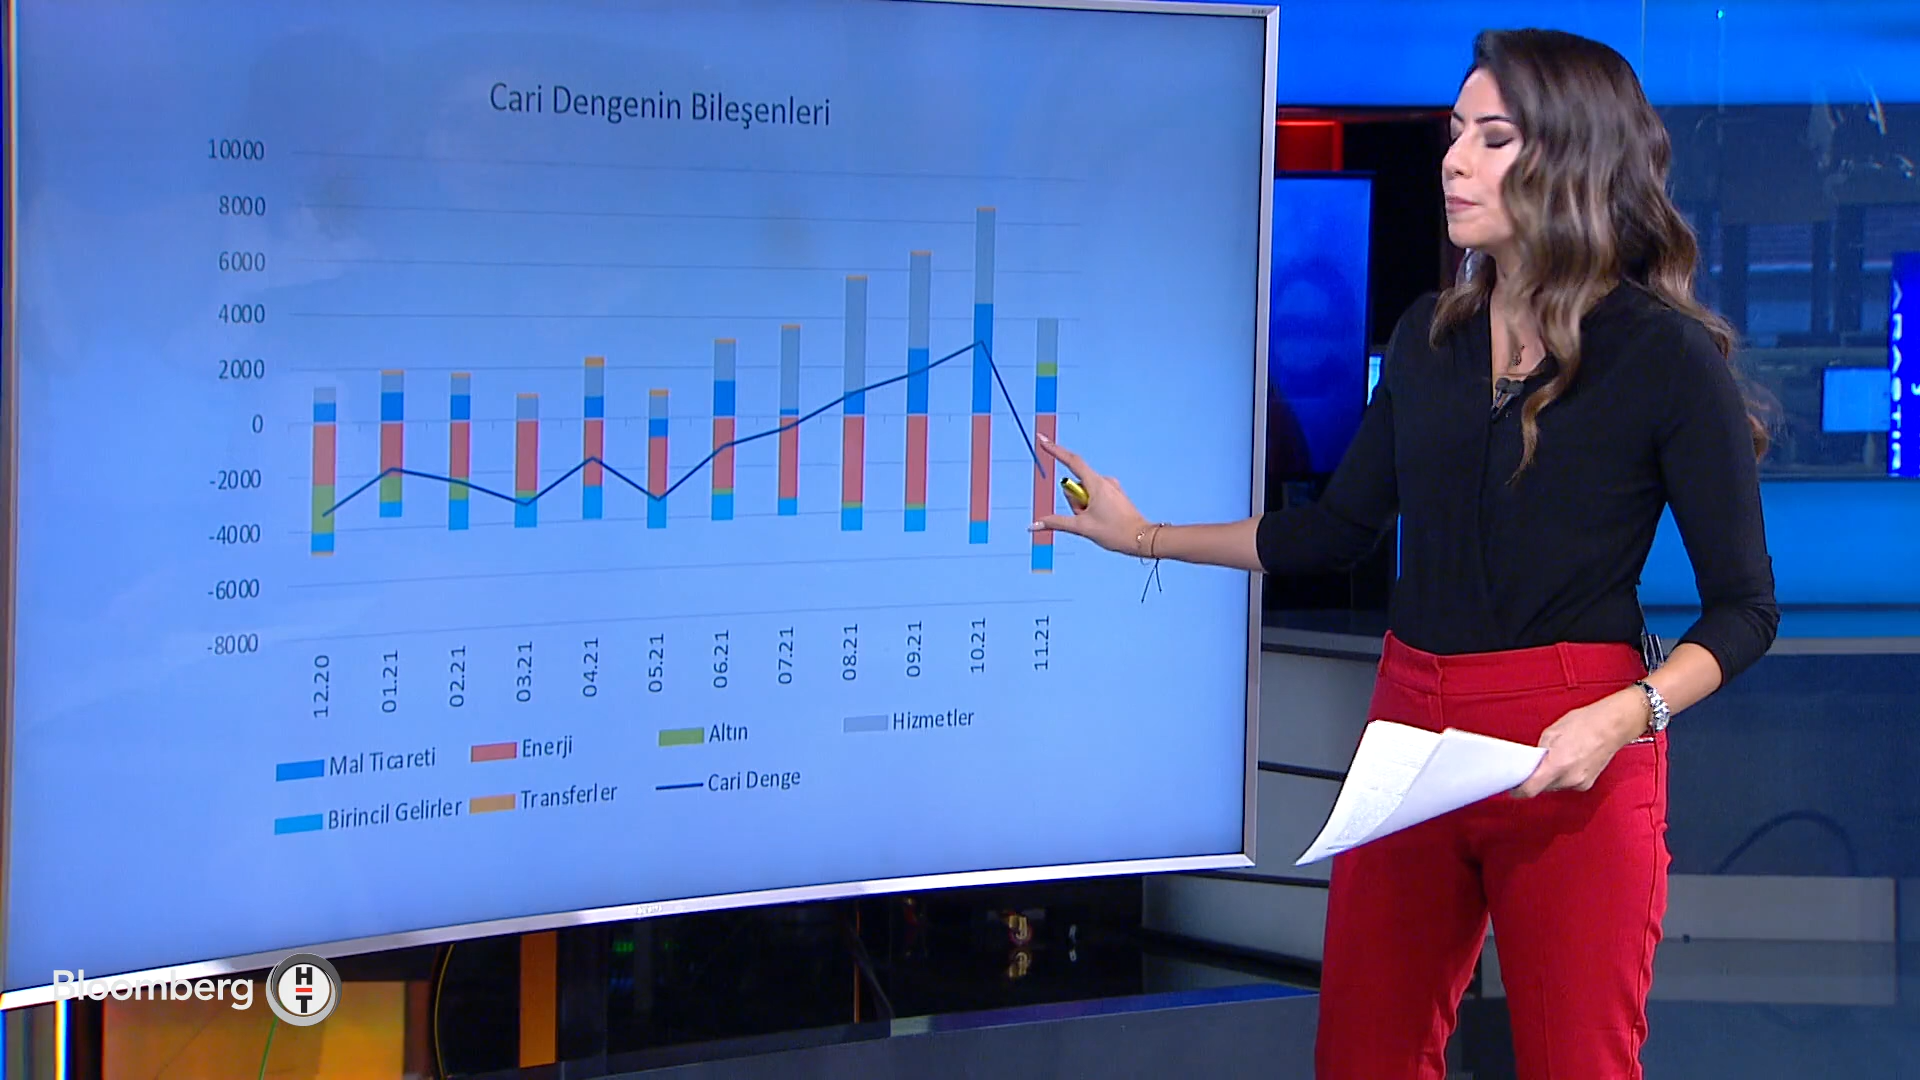 Cari Dengenin Bileşenleri
10000
8000
6000
4000
2000
0
-2000
-4000
-6000
-8000
12.20 01.21 02.21 03.21 04.21 05.21 06.21 07.21 08.21 09.21 10.21 11.21
Mal Ticareti Enerji Altın Hizmetler
Birincil Gelirler Transferler Cari Denge
Bloomberg HT